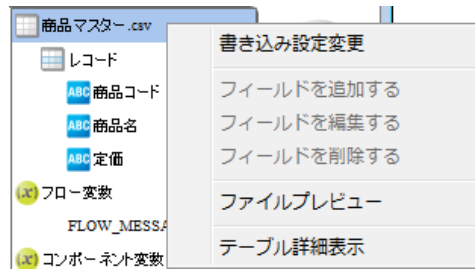 商品マスター.csv
レコード
ABC 商品コード
ABC 商品名
ABC 定価
(x) フロー変数
FLOW_MESSA
(x) コンポーネント変数
書き込み設定変更
フィールドを追加する
フィールドを編集する
フィールドを削除する
ファイルプレビュー
テーブル詳細表示